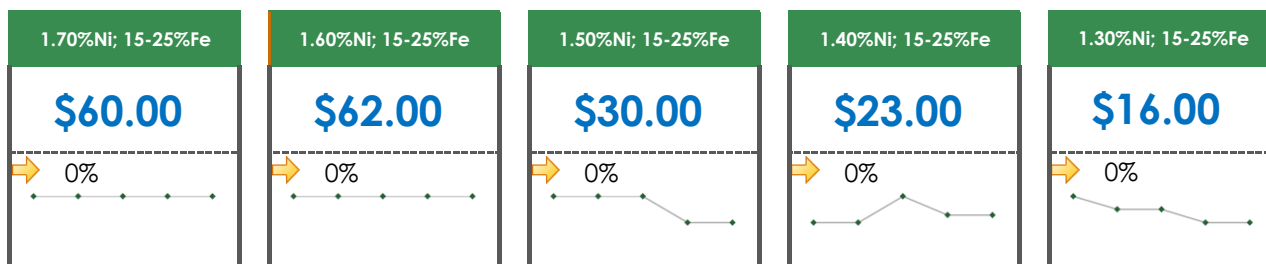 1.70%Ni; 15-25%Fe
$60.00
0%
1.60%Ni; 15-25%Fe
$62.00
0%
1.50%Ni; 15-25%Fe
$30.00
0%
1.40%Ni; 15-25%Fe
$23.00
0%
1.30%Ni; 15-25%Fe
$16.00
0%